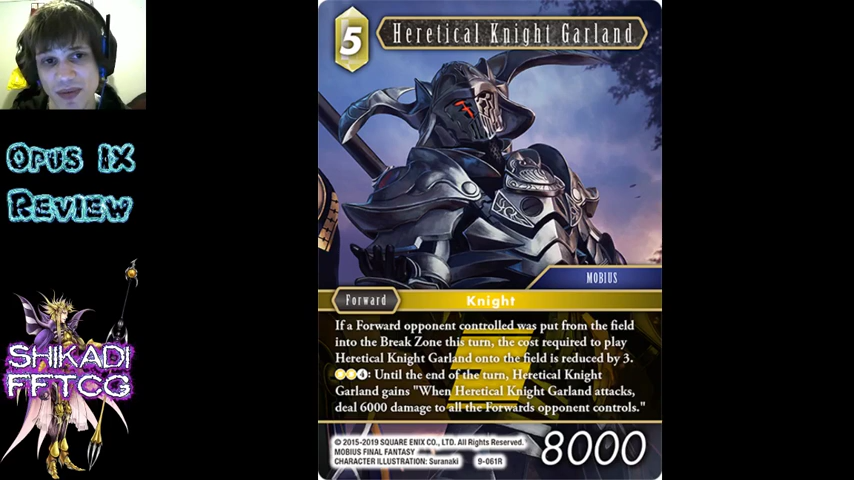 Opus IX
Review
SHIKADI
FFTCG
5
Heretical Knight Garland
MOBIUS
Forward
Knight
If a Forward opponent controlled was put from the field
into the Break Zone this turn, the cost required to play
Heretical Knight Garland onto the field is reduced by 3.
4: Until the end of the turn, Heretical Knight
Garland gains "When Heretical Knight Garland attacks,
deal 6000 damage to all the Forwards opponent controls."
© 2015-2019 SQUARE ENIX CO., LTD. All Rights Reserved.
MOBIUS FINAL FANTASY
CHARACTER ILLUSTRATION: Suranaki
9-061R
8000